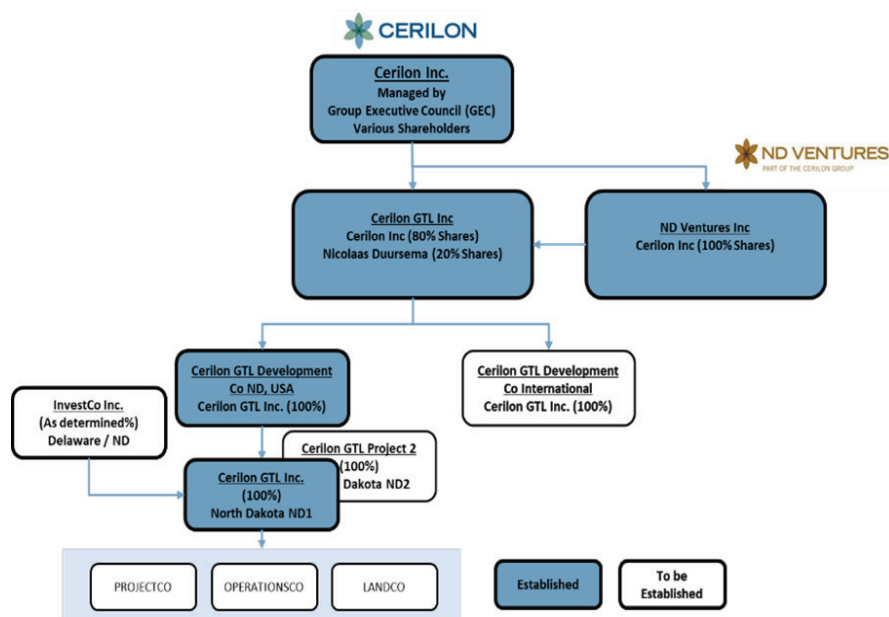 CERILON
Cerilon Inc.
Managed by
Group Executive Council (GEC)
Various Shareholders
ND VENTURES
PART OF THE CERILON GROUP
Cerilon GTL Inc
Cerilon Inc (80% Shares)
Nicolaas Duursema (20% Shares)
ND Ventures Inc
Cerilon Inc (100% Shares)
Cerilon GTL Development
Co ND, USA
Cerilon GTL Inc. (100%)
Cerilon GTL Development
Co International
Cerilon GTL Inc. (100%)
InvestCo Inc.
(As determined%)
Delaware / ND
Cerilon GTL Project 2
(100%)
Dakota ND2
Cerilon GTL Inc.
(100%)
North Dakota ND1
PROJECTCO
OPERATIONSCO
LANDCO
Established
To be
Established